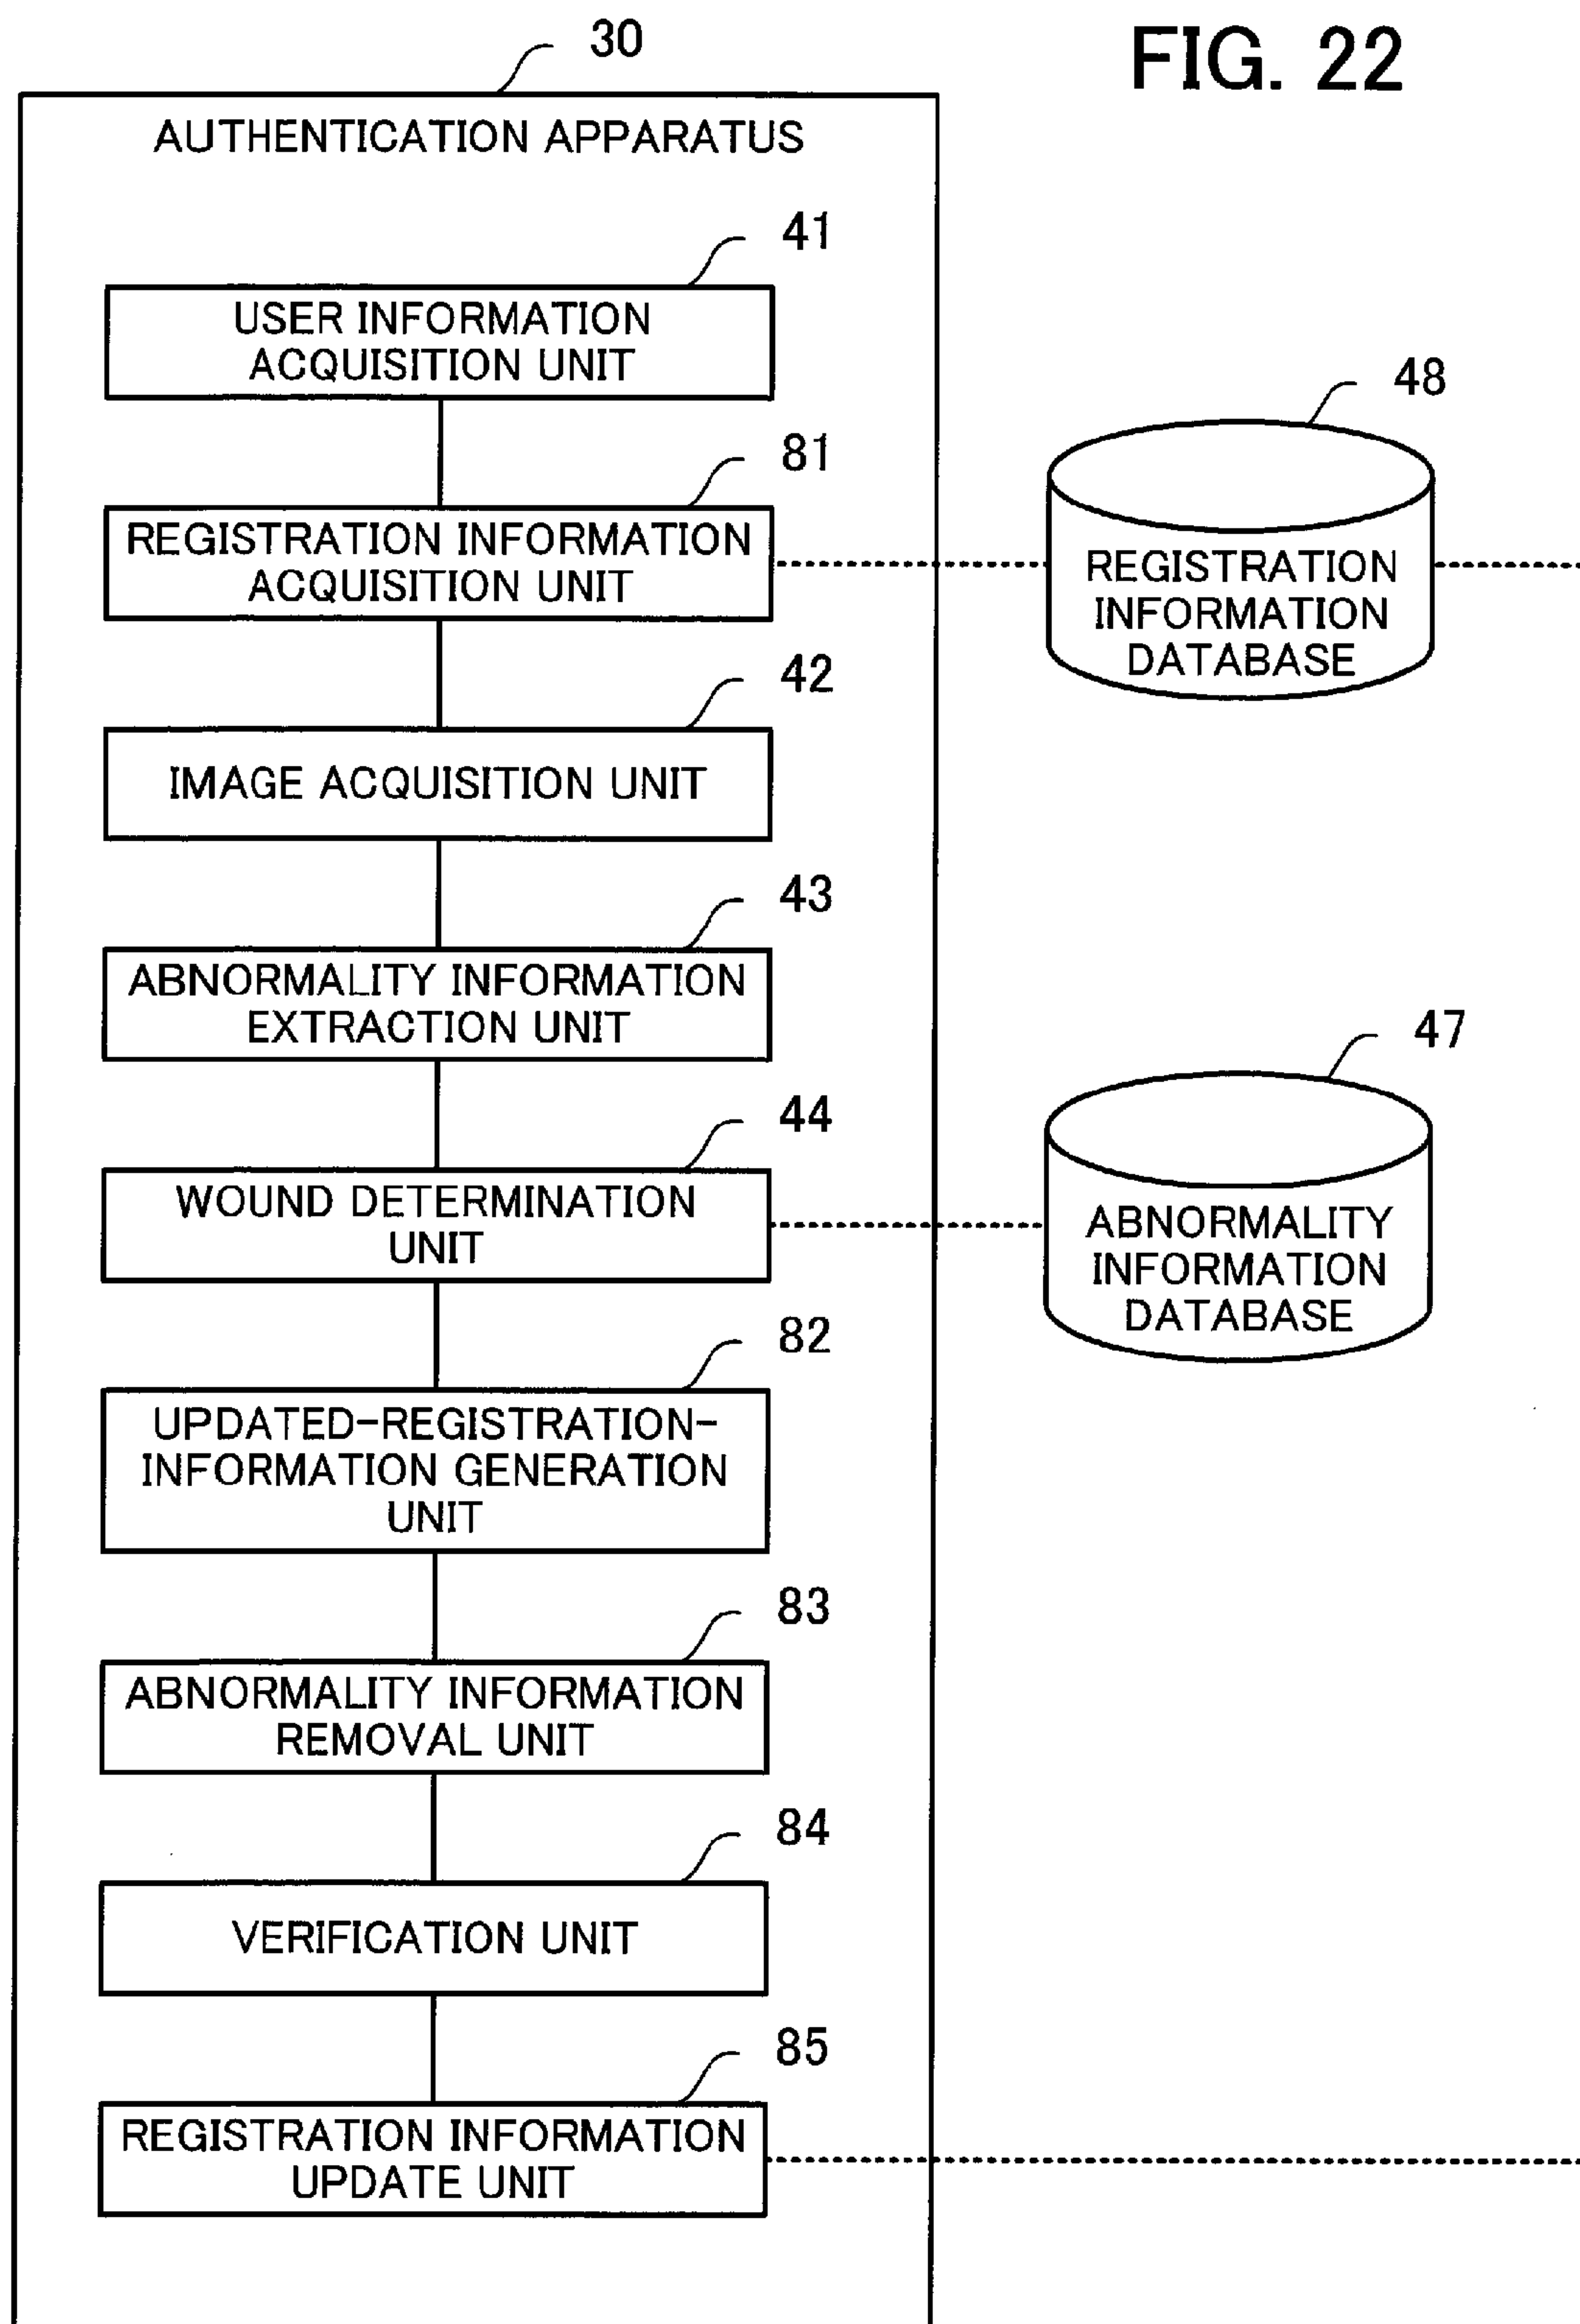 FIG. 22
30
AUTHENTICATION APPARATUS
41
USER INFORMATION
ACQUISITION UNIT
81
REGISTRATION INFORMATION
ACQUISITION UNIT
48
REGISTRATION
INFORMATION
DATABASE
42
IMAGE ACQUISITION UNIT
43
ABNORMALITY INFORMATION
EXTRACTION UNIT
44
WOUND DETERMINATION
UNIT
47
ABNORMALITY
INFORMATION
DATABASE
82
UPDATED-REGISTRATION-
INFORMATION GENERATION
UNIT
83
ABNORMALITY INFORMATION
REMOVAL UNIT
84
VERIFICATION UNIT
85
REGISTRATION INFORMATION
UPDATE UNIT